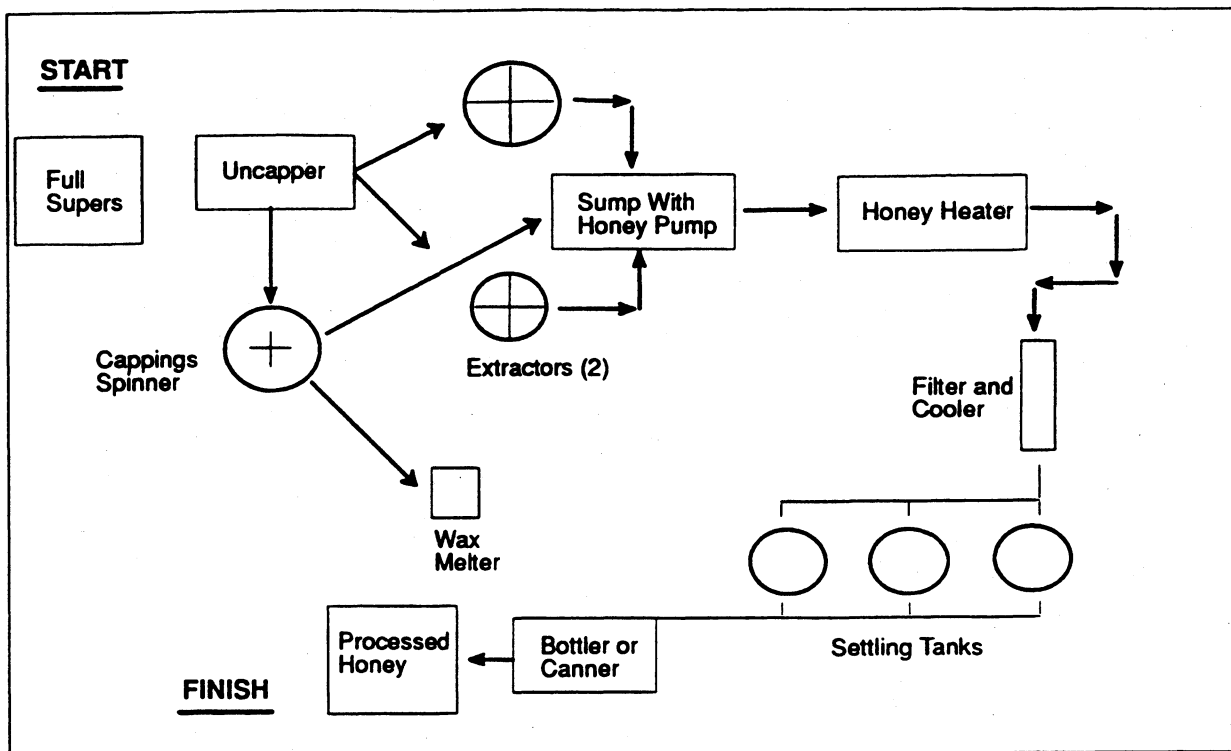 START
Full
Supers
Uncapper
Sump With
Honey Pump
Honey Heater
Cappings
Spinner
Extractors (2)
Filter and
Cooler
Wax
Melter
Settling Tanks
Bottler or
Canner
Processed
Honey
FINISH